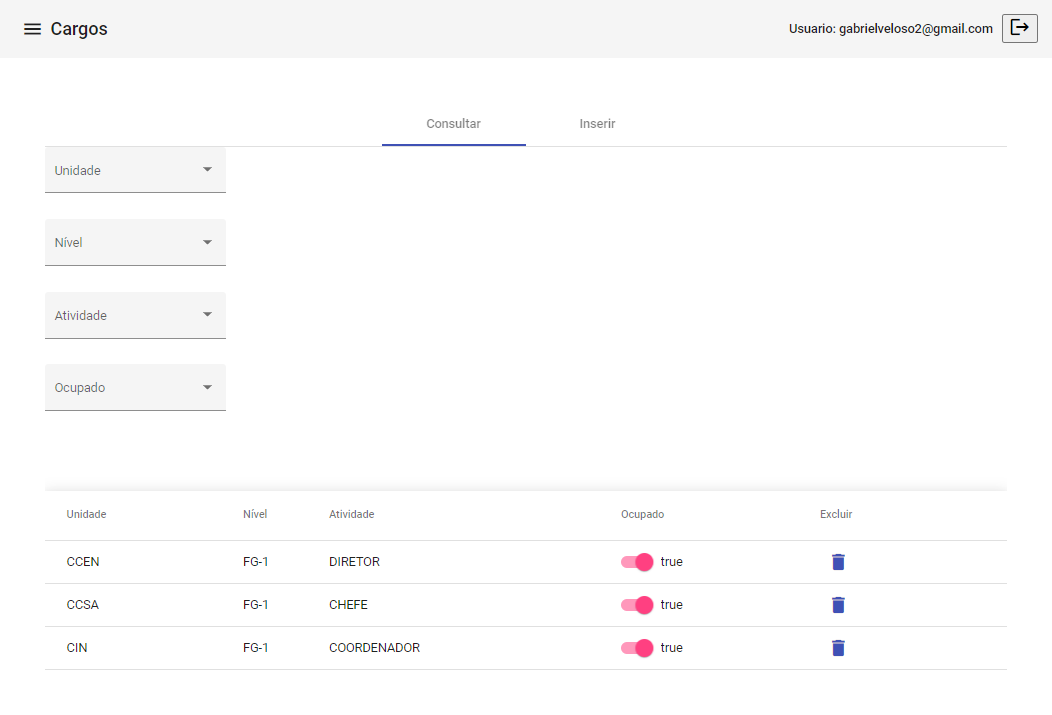 Cargos
Usuario: gabrielveloso2@gmail.com
Consultar Inserir
Unidade
Nível
Atividade
Ocupado
Unidade Nível Atividade Ocupado Excluir
CCEN FG-1 DIRETOR true
CCSA FG-1 CHEFE true
CIN FG-1 COORDENADOR true